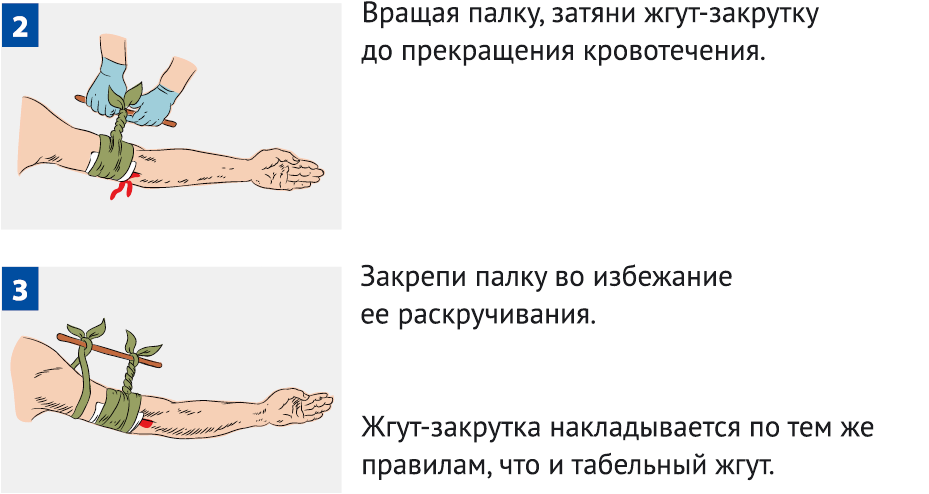 2
Вращая палку, затяни жгут-закрутку
до прекращения кровотечения.
3
Закрепи палку во избежание
ее раскручивания.
Жгут-закрутка накладывается по тем же
правилам, что и табельный жгут.